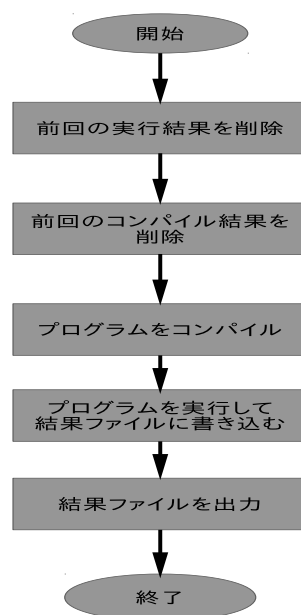 開始
前回の実行結果を削除
前回のコンパイル結果を
削除
プログラムをコンパイル
プログラムを実行して
結果ファイルに書き込む
結果ファイルを出力
終了